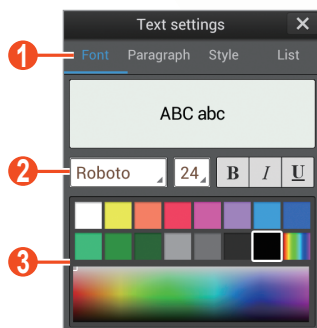 Text settings ✕
1 Font Paragraph Style List
ABC abc
2 Roboto 24 B I U
3